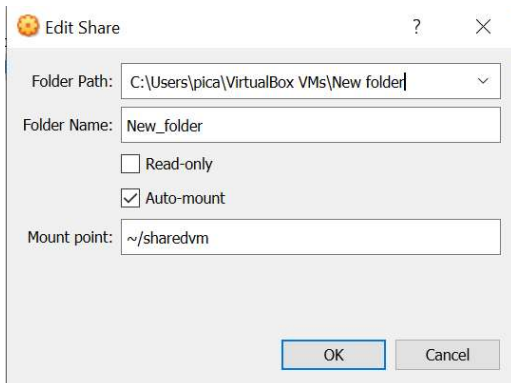 Edit Share
Folder Path: C:\Users\pica\VirtualBox VMs\New folder
Folder Name: New_folder
Read-only
Auto-mount
Mount point: ~/sharedvm
OK Cancel